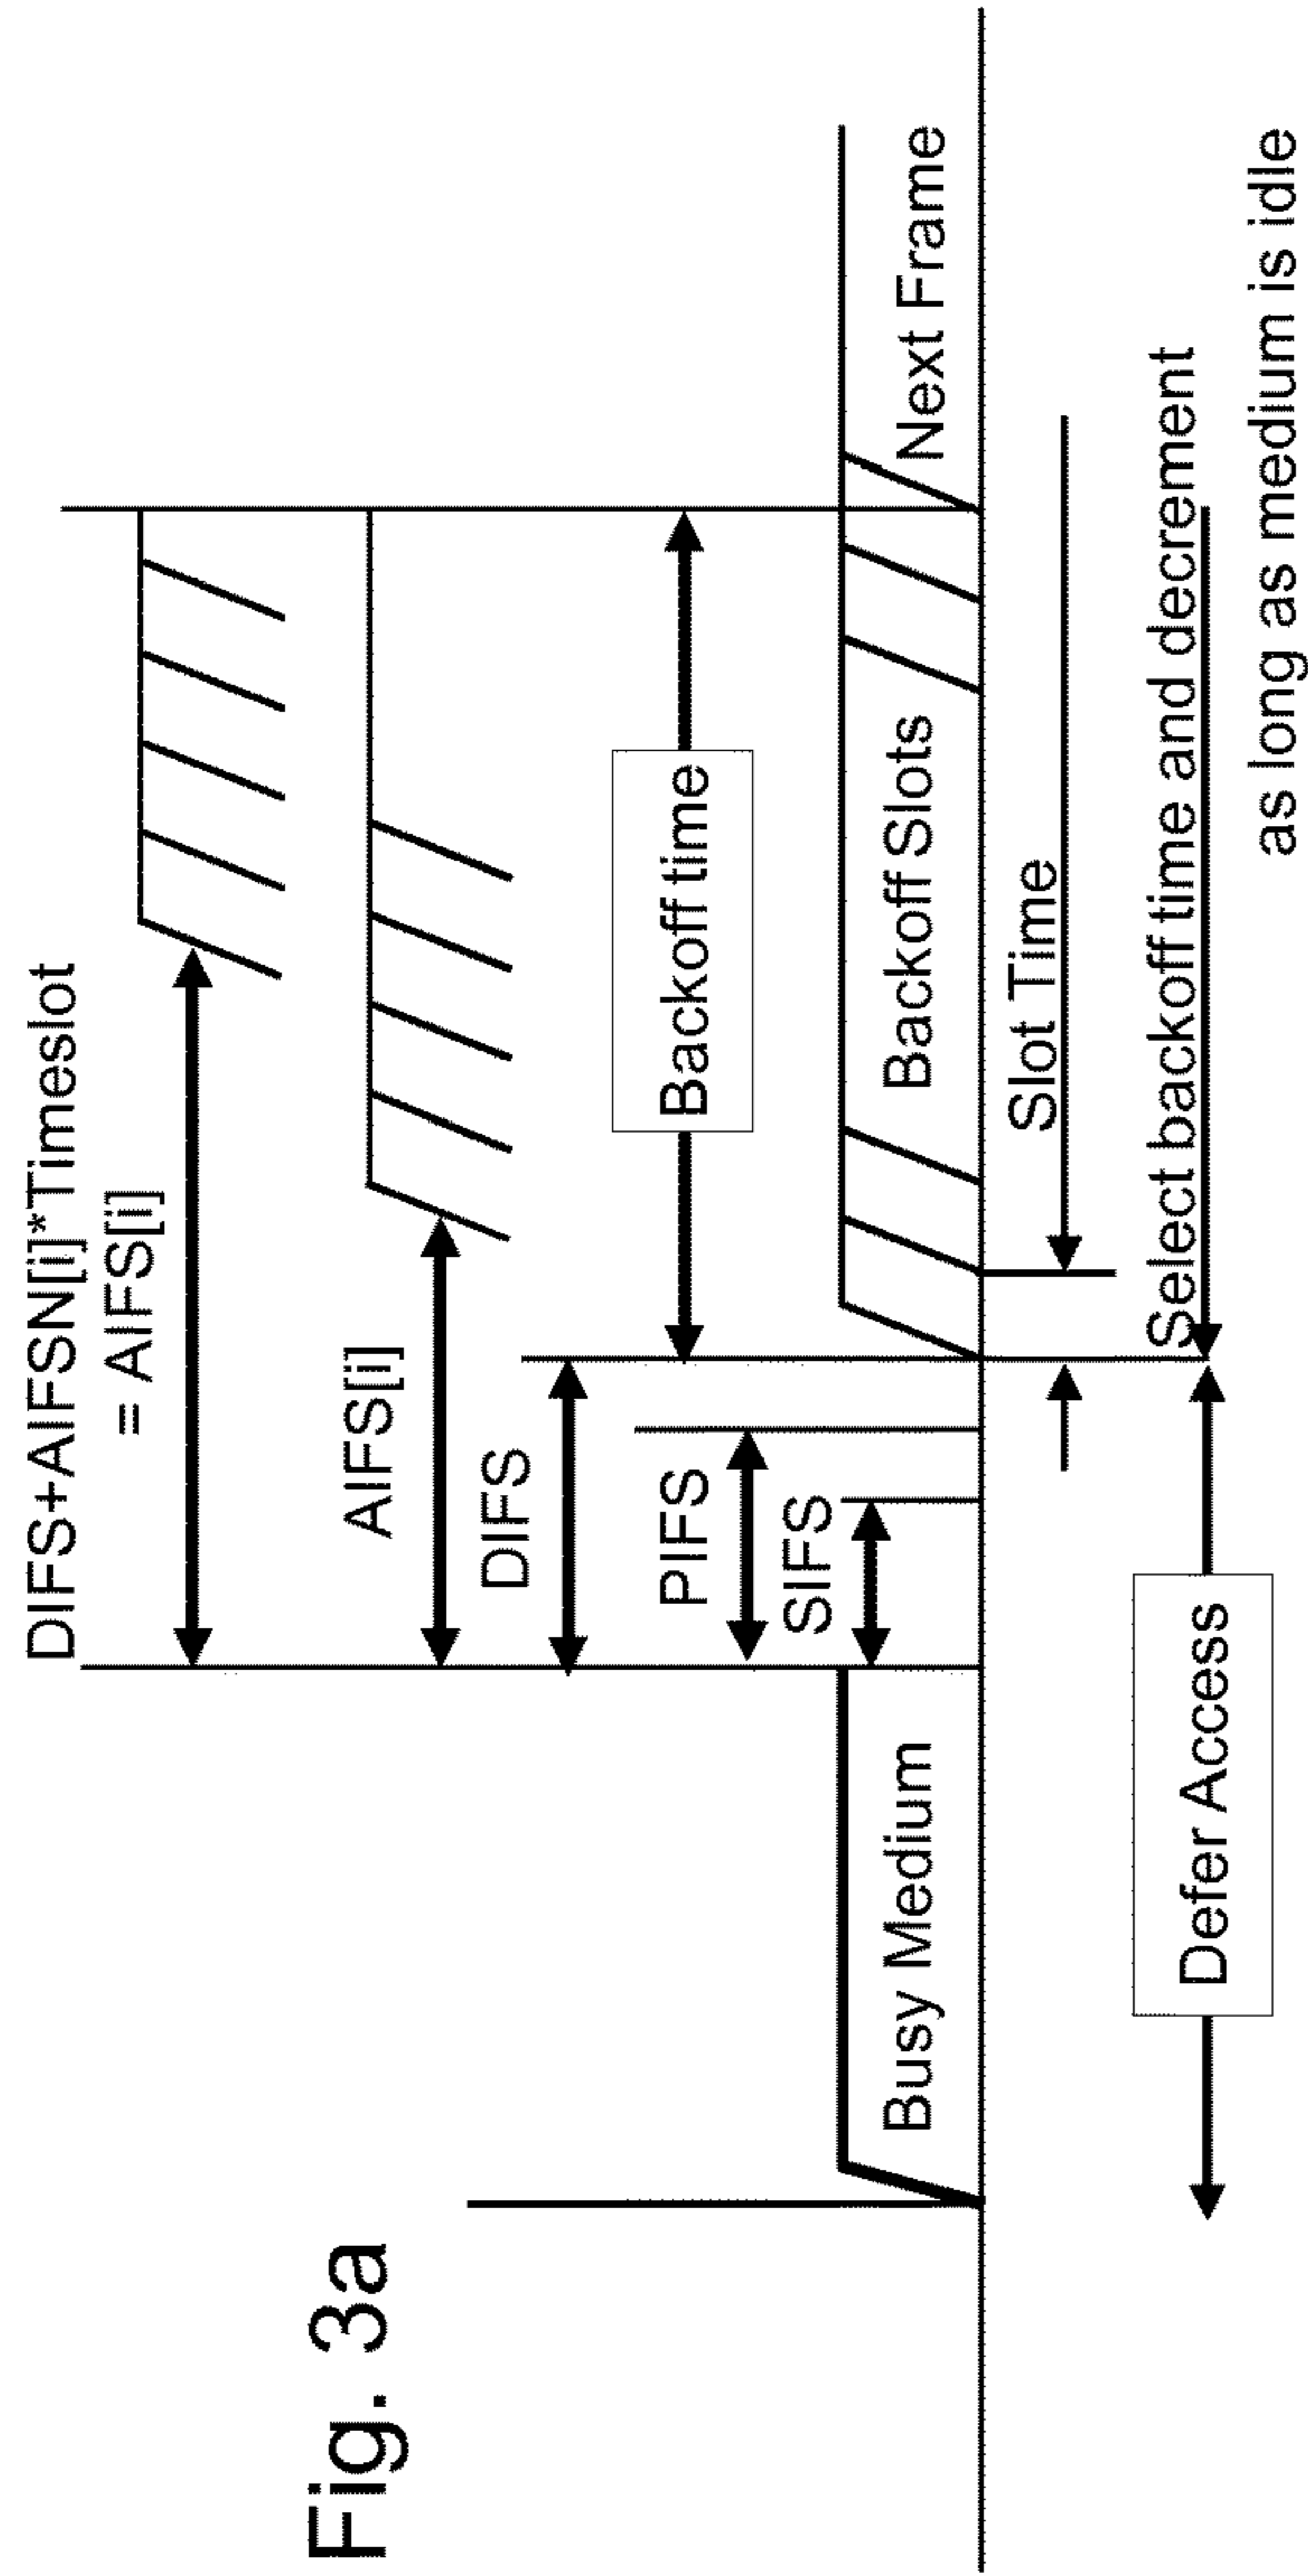 Fig. 3a
DIFS+AIFSN[i]*Timeslot
= AIFS[i]
AIFS[i]
DIFS
PIFS
SIFS
Backoff time
Busy Medium
Backoff Slots
Next Frame
Slot Time
Defer Access
Select backoff time and decrement
as long as medium is idle